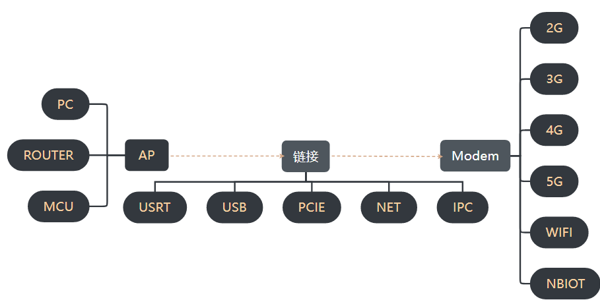 2G
3G
PC
4G
ROUTER
AP
链接
Modem
5G
MCU
USRT
USB
PCIE
NET
IPC
WIFI
NBIOT